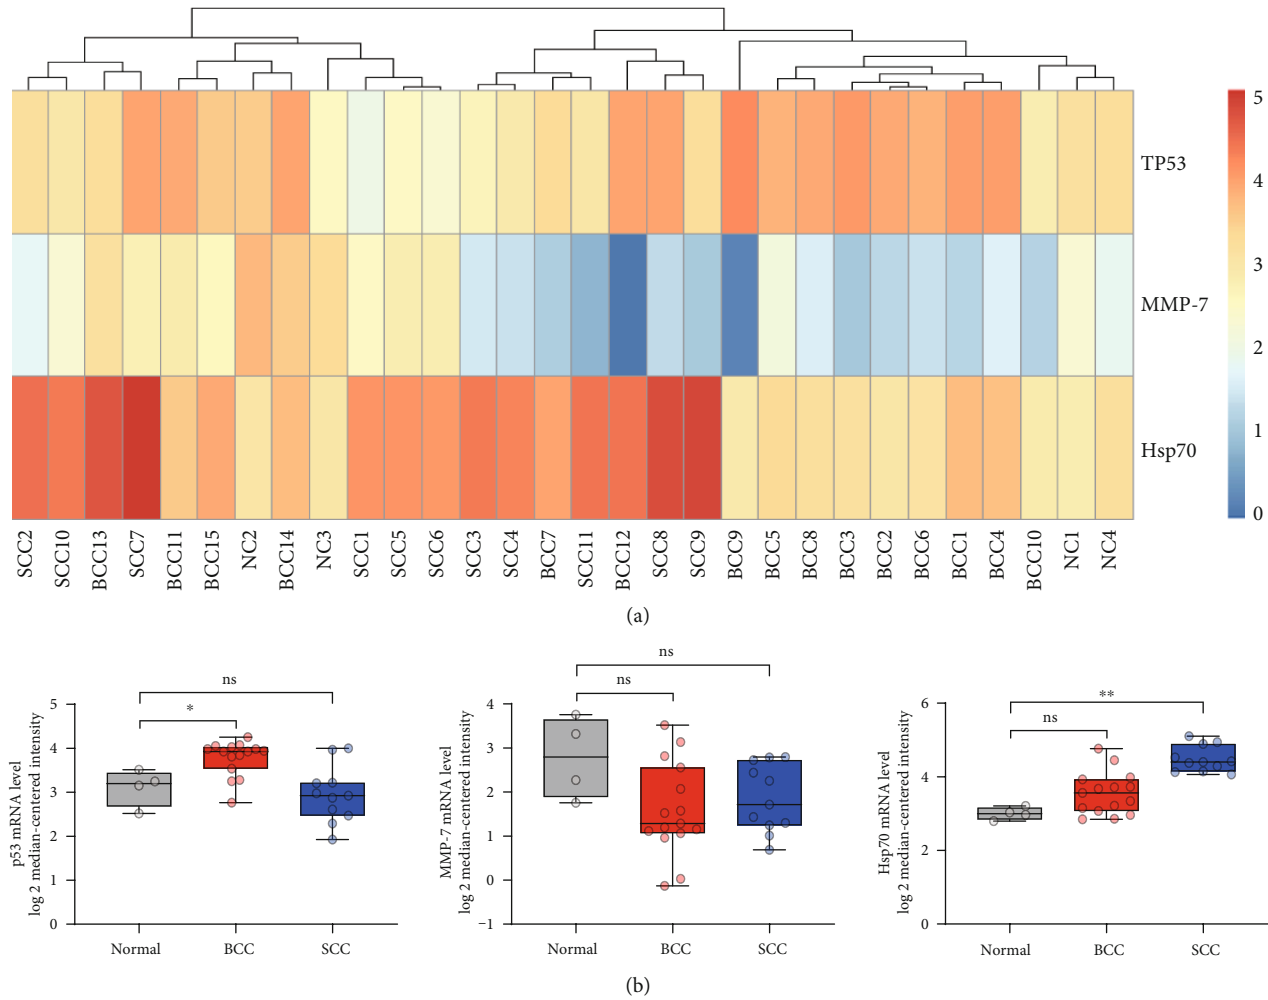 5
4
3
2
1
0
TP53
MMP-7
Hsp70
SCC2
SCC10
BCC13
SCC7
BCC11
BCC15
NC2
BCC14
NC3
SCC1
SCC5
SCC6
SCC3
SCC4
BCC7
SCC11
BCC12
SCC8
SCC9
BCC9
BCC5
BCC8
BCC3
BCC2
BCC6
BCC1
BCC4
BCC10
NC1
NC4
(a)
p53 mRNA level
log 2 median-centered intensity
5
4
3
2
1
0
ns
*
Normal BCC SCC
MMP-7 mRNA level
log 2 median-centered intensity
4
3
2
1
0
−1
ns
ns
Normal BCC SCC
Hsp70 mRNA level
log 2 median-centered intensity
6
4
2
0
**
ns
Normal BCC SCC
(b)